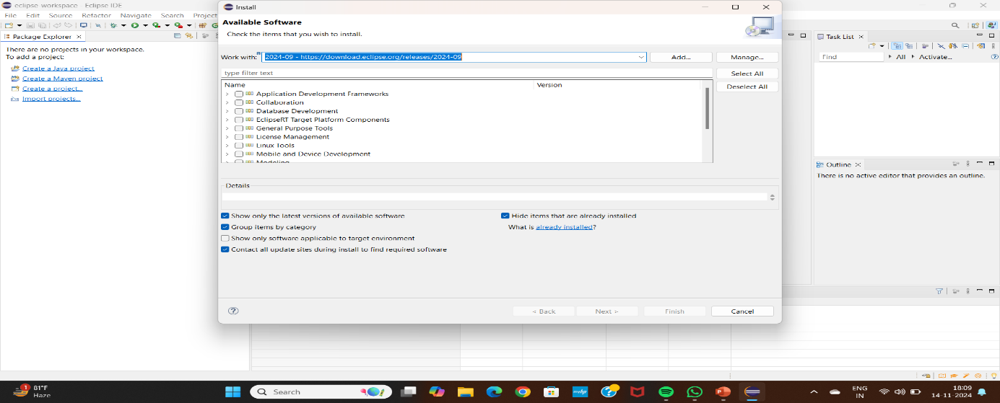 eclipse-workspace - Eclipse IDE
File Edit Source Refactor Navigate Search Project
Package Explorer
There are no projects in your workspace.
To add a project:
Create a Java project
Create a Maven project
Create a project...
Import projects...
Install
Available Software
Check the items that you wish to install.
Work with: 2024-09 - https://download.eclipse.org/releases/2024-09 Add... Manage...
type filter text Select All
Deselect All
Name Version
Application Development Frameworks
Collaboration
Database Development
EclipseRT Target Platform Components
General Purpose Tools
License Management
Linux Tools
Mobile and Device Development
Modeling
Details
Show only the latest versions of available software Hide items that are already installed
Group items by category What is already installed?
Show only software applicable to target environment
Contact all update sites during install to find required software
< Back Next > Finish Cancel
Task List
Find All Activate...
Outline
There is no active editor that provides an outline.
1 81°F
Haze
Search
myhp
ENG
IN
18:09
14-11-2024